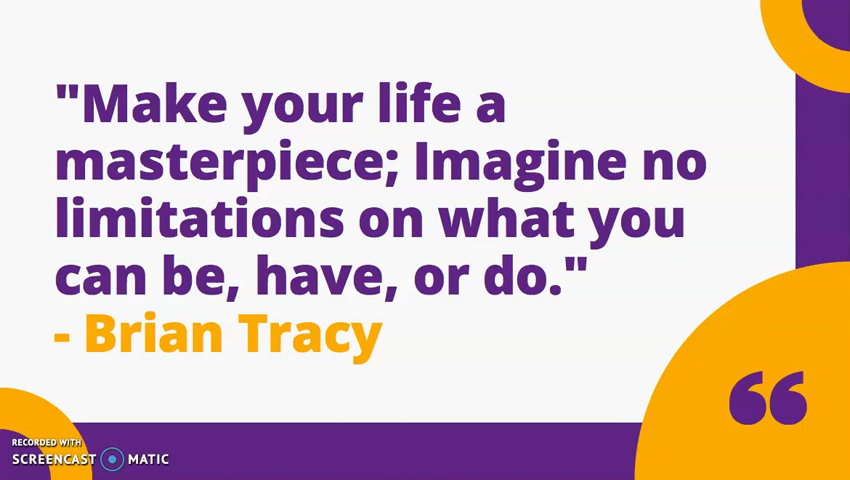 "Make your life a
masterpiece; Imagine no
limitations on what you
can be, have, or do."
- Brian Tracy
RECORDED WITH
SCREENCAST MATIC